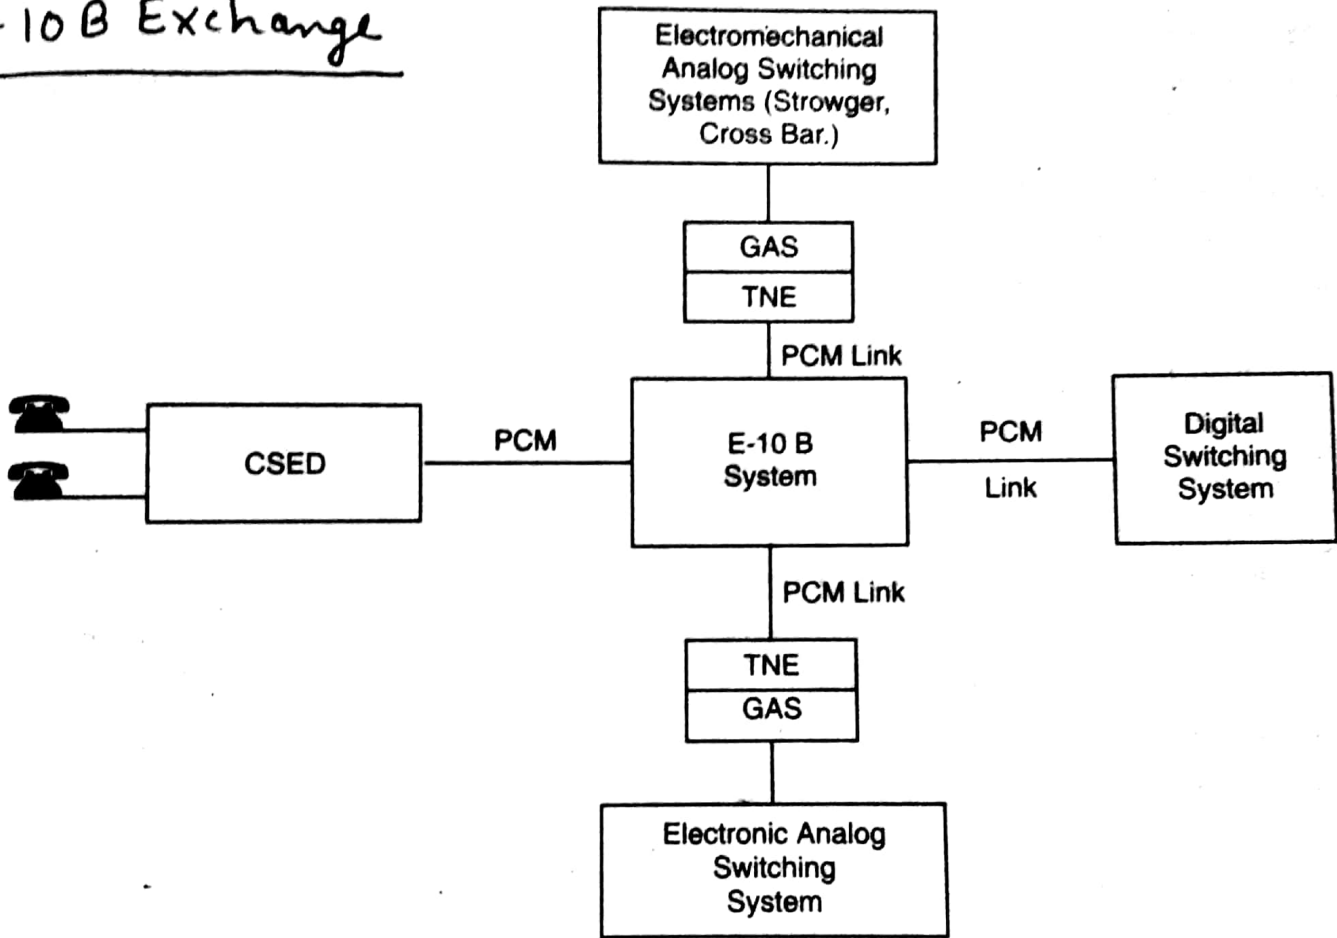 -10 B Exchange
Electromechanical
Analog Switching
Systems (Strowger,
Cross Bar.)
GAS
TNE
PCM Link
CSED
PCM
E-10 B
System
PCM
Link
Digital
Switching
System
PCM Link
TNE
GAS
Electronic Analog
Switching
System